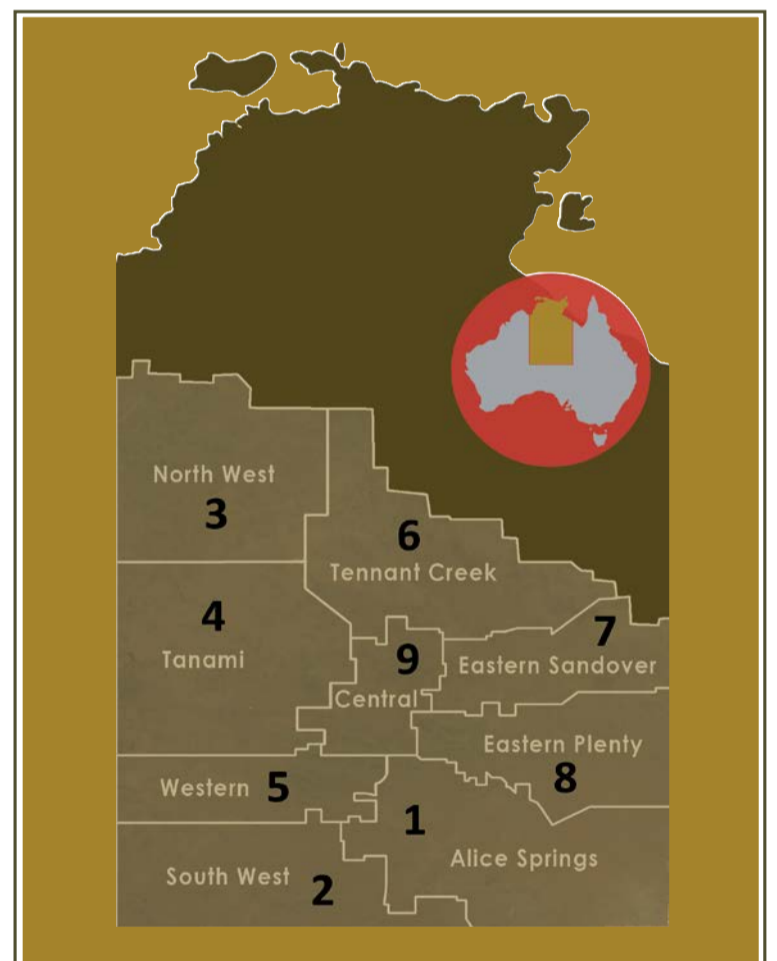 North West
3
6
Tennant Creek
4
Tanami
7
Eastern Sandover
9
Central
Eastern Plenty
8
Western 5
1
Alice Springs
South West 2